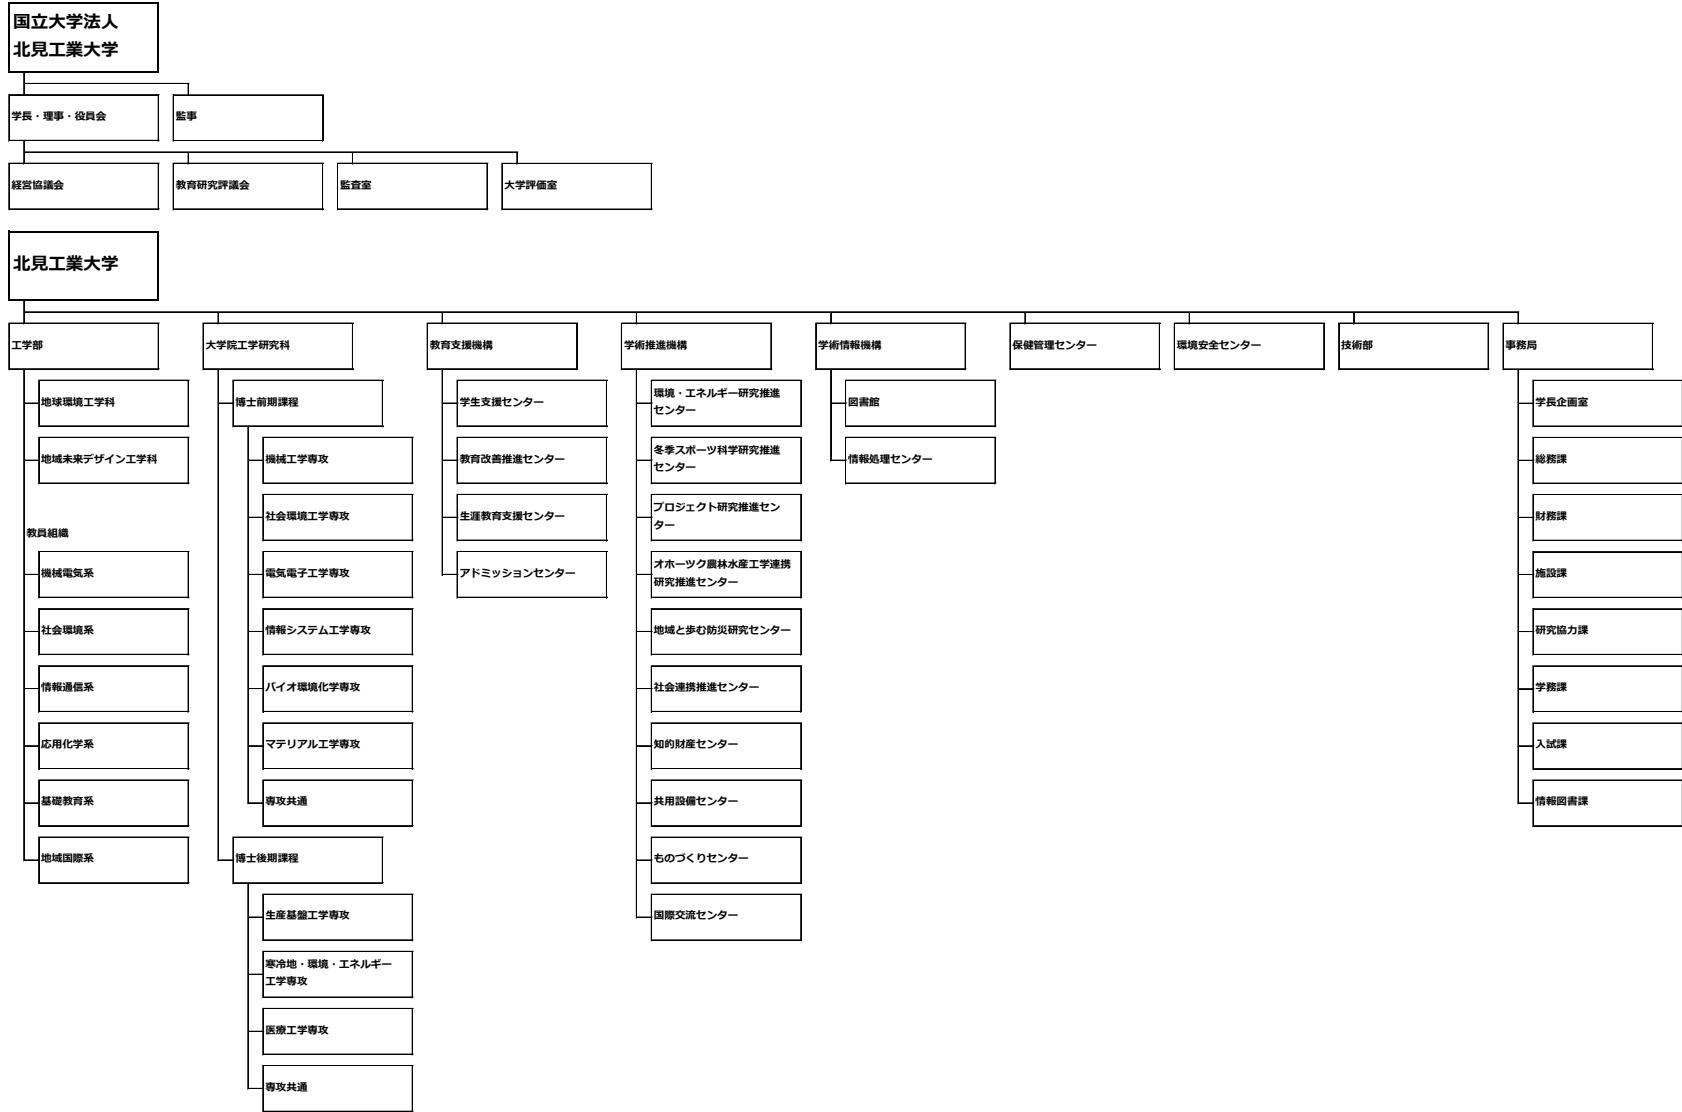 国立大学法人
北見工業大学
学長・理事・役員会
監事
経営協議会
教育研究評議会
監査室
大学評価室
北見工業大学
工学部
大学院工学研究科
教育支援機構
学術推進機構
学術情報機構
保健管理センター
環境安全センター
技術部
事務局
地球環境工学科
地域未来デザイン工学科
教員組織
機械電気系
社会環境系
情報通信系
応用化学系
基礎教育系
地域国際系
博士前期課程
機械工学専攻
社会環境工学専攻
電気電子工学専攻
情報システム工学専攻
バイオ環境化学専攻
マテリアル工学専攻
専攻共通
博士後期課程
生産基盤工学専攻
寒冷地・環境・エネルギー
工学専攻
医療工学専攻
専攻共通
学生支援センター
教育改善推進センター
生涯教育支援センター
アドミッションセンター
環境・エネルギー研究推進
センター
冬季スポーツ科学研究推進
センター
プロジェクト研究推進セン
ター
オホーツク農林水産工学連携
研究推進センター
地域と歩む防災研究センター
社会連携推進センター
知的財産センター
共用設備センター
ものづくりセンター
国際交流センター
図書館
情報処理センター
学長企画室
総務課
財務課
施設課
研究協力課
学務課
入試課
情報図書課